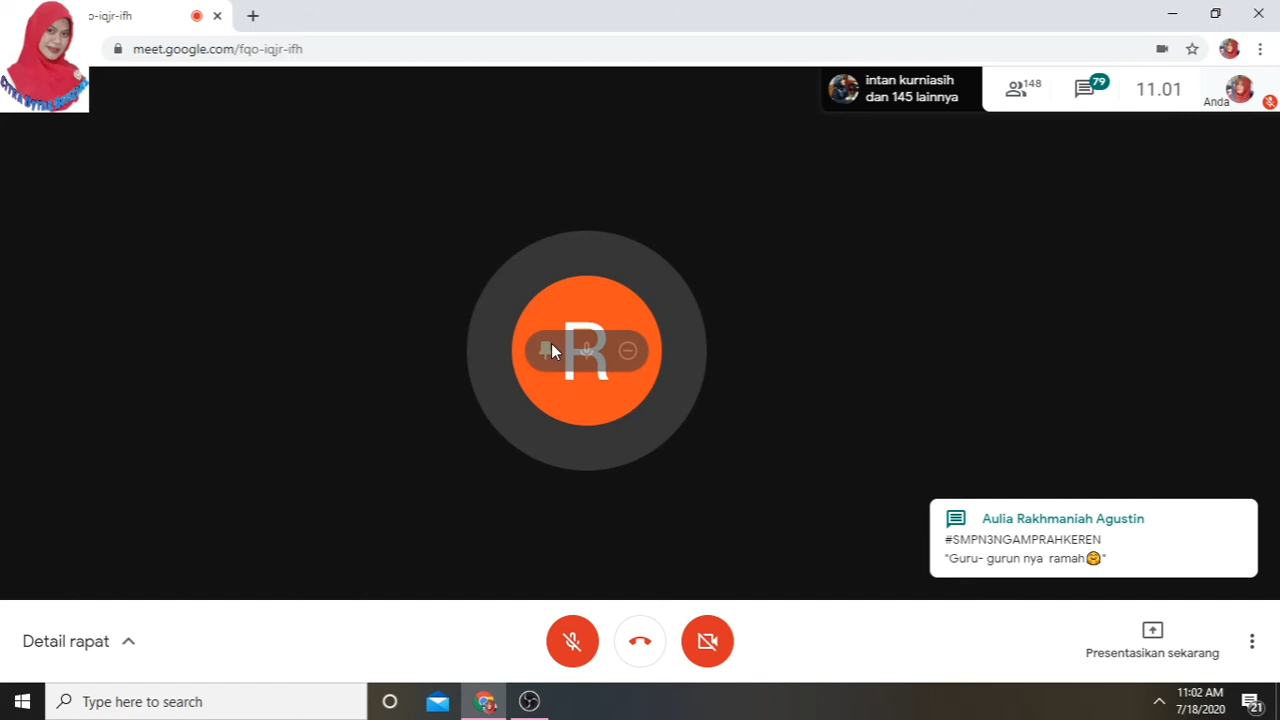 o-iqjr-ifh
meet.google.com/fqo-iqjr-ifh
intan kurniasih
dan 145 lainnya
148
79
11.01
Anda
R
Aulia Rakhmaniah Agustin
#SMPN3NGAMPRAHKEREN
"Guru- gurun nya ramah🤗"
Detail rapat
Presentasikan sekarang
Type here to search
11:02 AM
7/18/2020
21